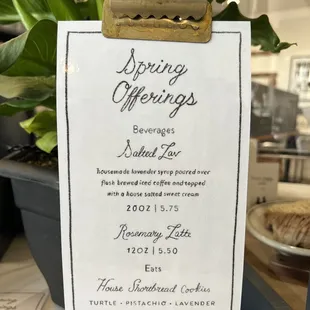 Spring
Offerings
Beverages
Salted Lav
housemade lavender syrup poured over
flash brewed iced coffee and topped
with a house salted sweet cream
20OZ | 5.75
Rosemary Latte
12OZ | 5.50
Eats
House Shortbread Cookies
TURTLE • PISTACHIO • LAVENDER